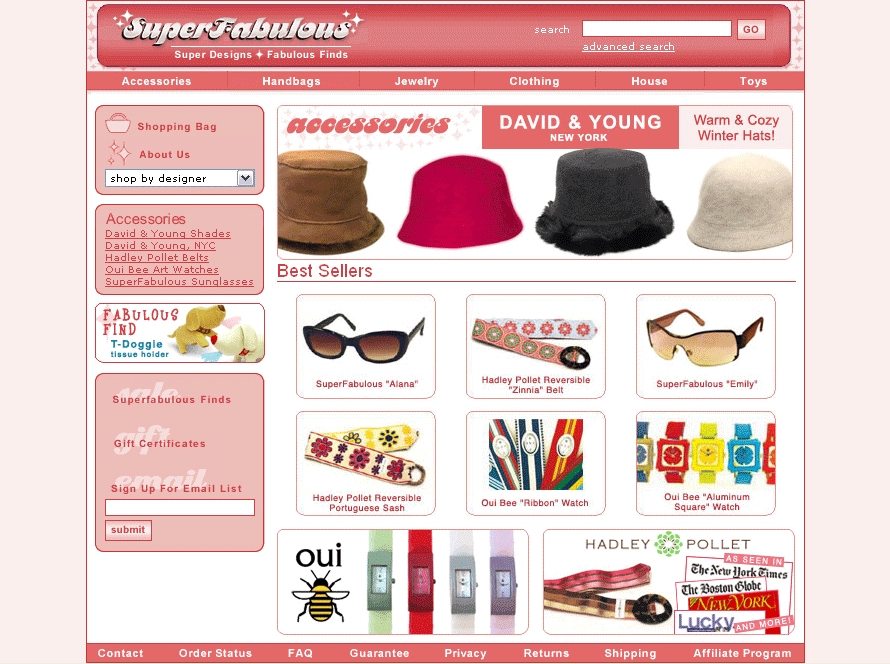 SuperFabulous
Super Designs ✦ Fabulous Finds
search
GO
advanced search
Accessories Handbags Jewelry Clothing House Toys
Shopping Bag
About Us
shop by designer
Accessories
David & Young Shades
David & Young, NYC
Hadley Pollet Belts
Oui Bee Art Watches
SuperFabulous Sunglasses
FABULOUS
FIND
T-Doggie
tissue holder
sale
Superfabulous Finds
gift
Gift Certificates
email
Sign Up For Email List
submit
accessories
DAVID & YOUNG
NEW YORK
Warm & Cozy
Winter Hats!
Best Sellers
SuperFabulous "Alana"
Hadley Pollet Reversible
"Zinnia" Belt
SuperFabulous "Emily"
Hadley Pollet Reversible
Portuguese Sash
Oui Bee "Ribbon" Watch
Oui Bee "Aluminum
Square" Watch
oui
HADLEY POLLET
AS SEEN IN
The New York Times
The Boston Globe
NEW YORK
Lucky
AND MORE!
Contact Order Status FAQ Guarantee Privacy Returns Shipping Affiliate Program